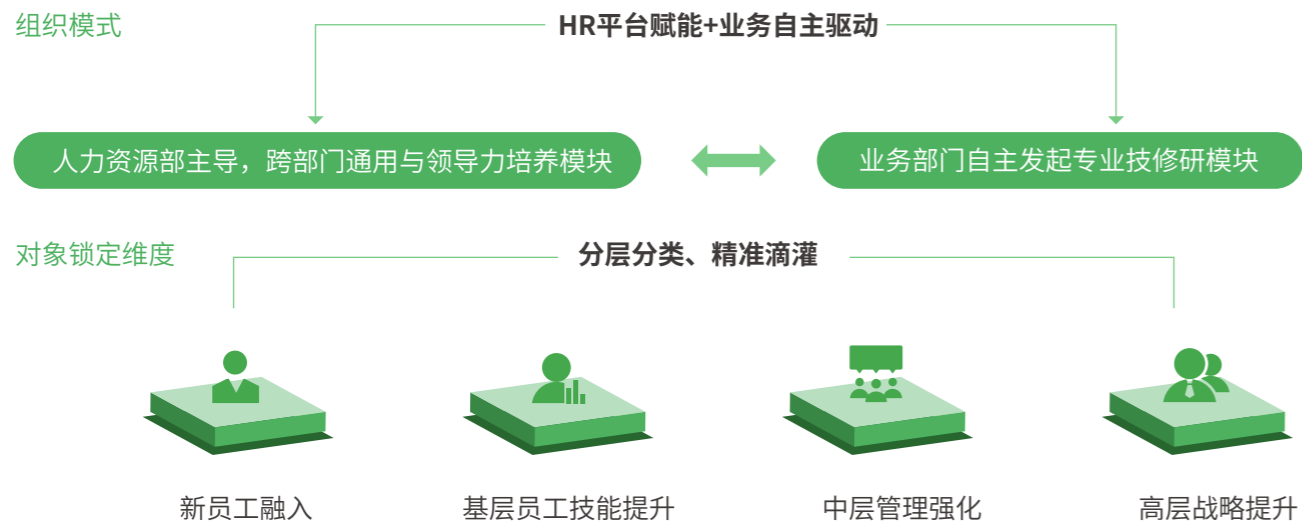 组织模式
HR平台赋能+业务自主驱动
人力资源部主导，跨部门通用与领导力培养模块
业务部门自主发起专业技修研模块
对象锁定维度
分层分类、精准滴灌
新员工融入
基层员工技能提升
中层管理强化
高层战略提升